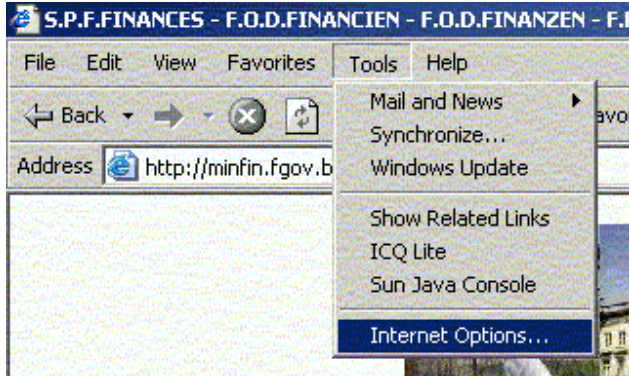 S.P.F.FINANCES - F.O.D.FINANCIEN - F.O.D.FINANZEN - F.
File Edit View Favorites Tools Help
Back
Address http://minfin.fgov.b
Mail and News
Synchronize...
Windows Update
Show Related Links
ICQ Lite
Sun Java Console
Internet Options...